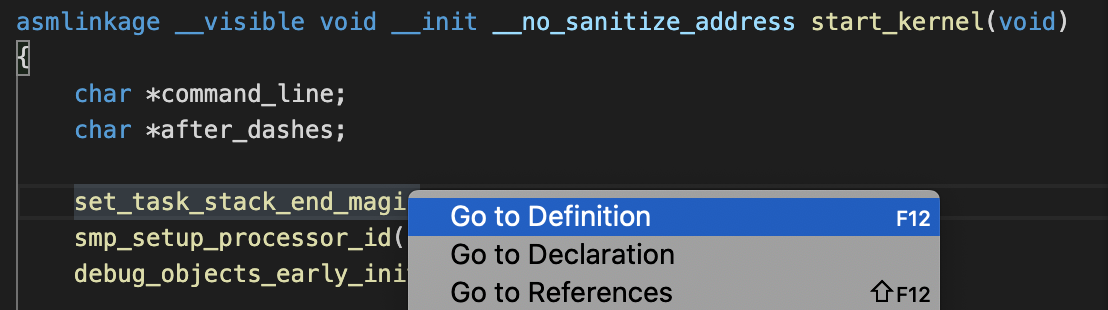 asmlinkage __visible void __init __no_sanitize_address start_kernel(void)
{
char *command_line;
char *after_dashes;
set_task_stack_end_magi
smp_setup_processor_id(
debug_objects_early_ini
Go to Definition F12
Go to Declaration
Go to References ⇧F12